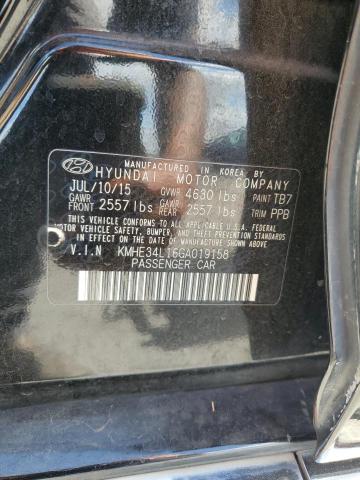 MANUFACTURED IN KOREA BY
HYUNDAI MOTOR COMPANY
JUL/10/15 GVWR 4630 lbs PAINT TB7
GAWR FRONT 2557 lbs GAWR REAR 2557 lbs TRIM PPB
THIS VEHICLE CONFORMS TO ALL APPLICABLE
FEDERAL MOTOR VEHICLE
SAFETY, BUMPER, AND THEFT PREVENTION
STANDARDS IN EFFECT ON THE DATE OF
MANUFACTURE SHOWN ABOVE.
V.I.N KMHE34L16GA019158
PASSENGER CAR